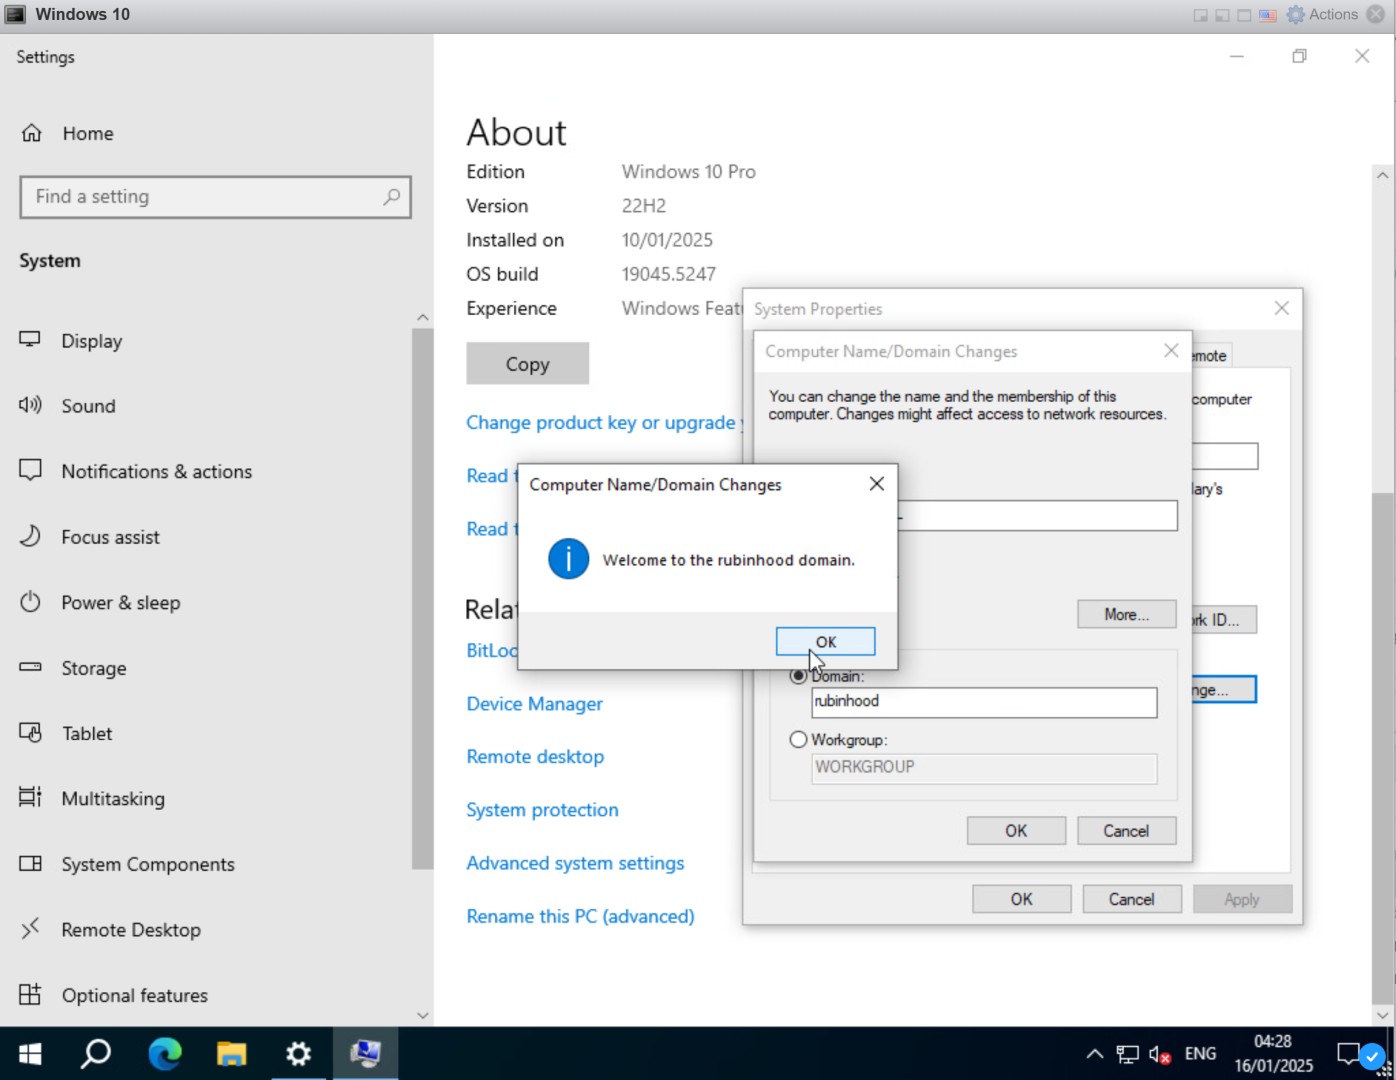 Windows 10
Actions
Settings
Home
Find a setting
System
Display
Sound
Notifications & actions
Focus assist
Power & sleep
Storage
Tablet
Multitasking
System Components
Remote Desktop
Optional features
About
Edition Windows 10 Pro
Version 22H2
Installed on 10/01/2025
OS build 19045.5247
Experience Windows Featu
Copy
Change product key or upgrade y
Read t
Read t
Relat
BitLoc
Device Manager
Remote desktop
System protection
Advanced system settings
Rename this PC (advanced)
System Properties
emote
computer
lary's
rk ID...
nge...
OK
Cancel
Apply
Computer Name/Domain Changes
You can change the name and the membership of this
computer. Changes might affect access to network resources.
More...
Domain:
rubinhood
Workgroup:
WORKGROUP
OK
Cancel
Computer Name/Domain Changes
Welcome to the rubinhood domain.
OK
ENG
04:28
16/01/2025